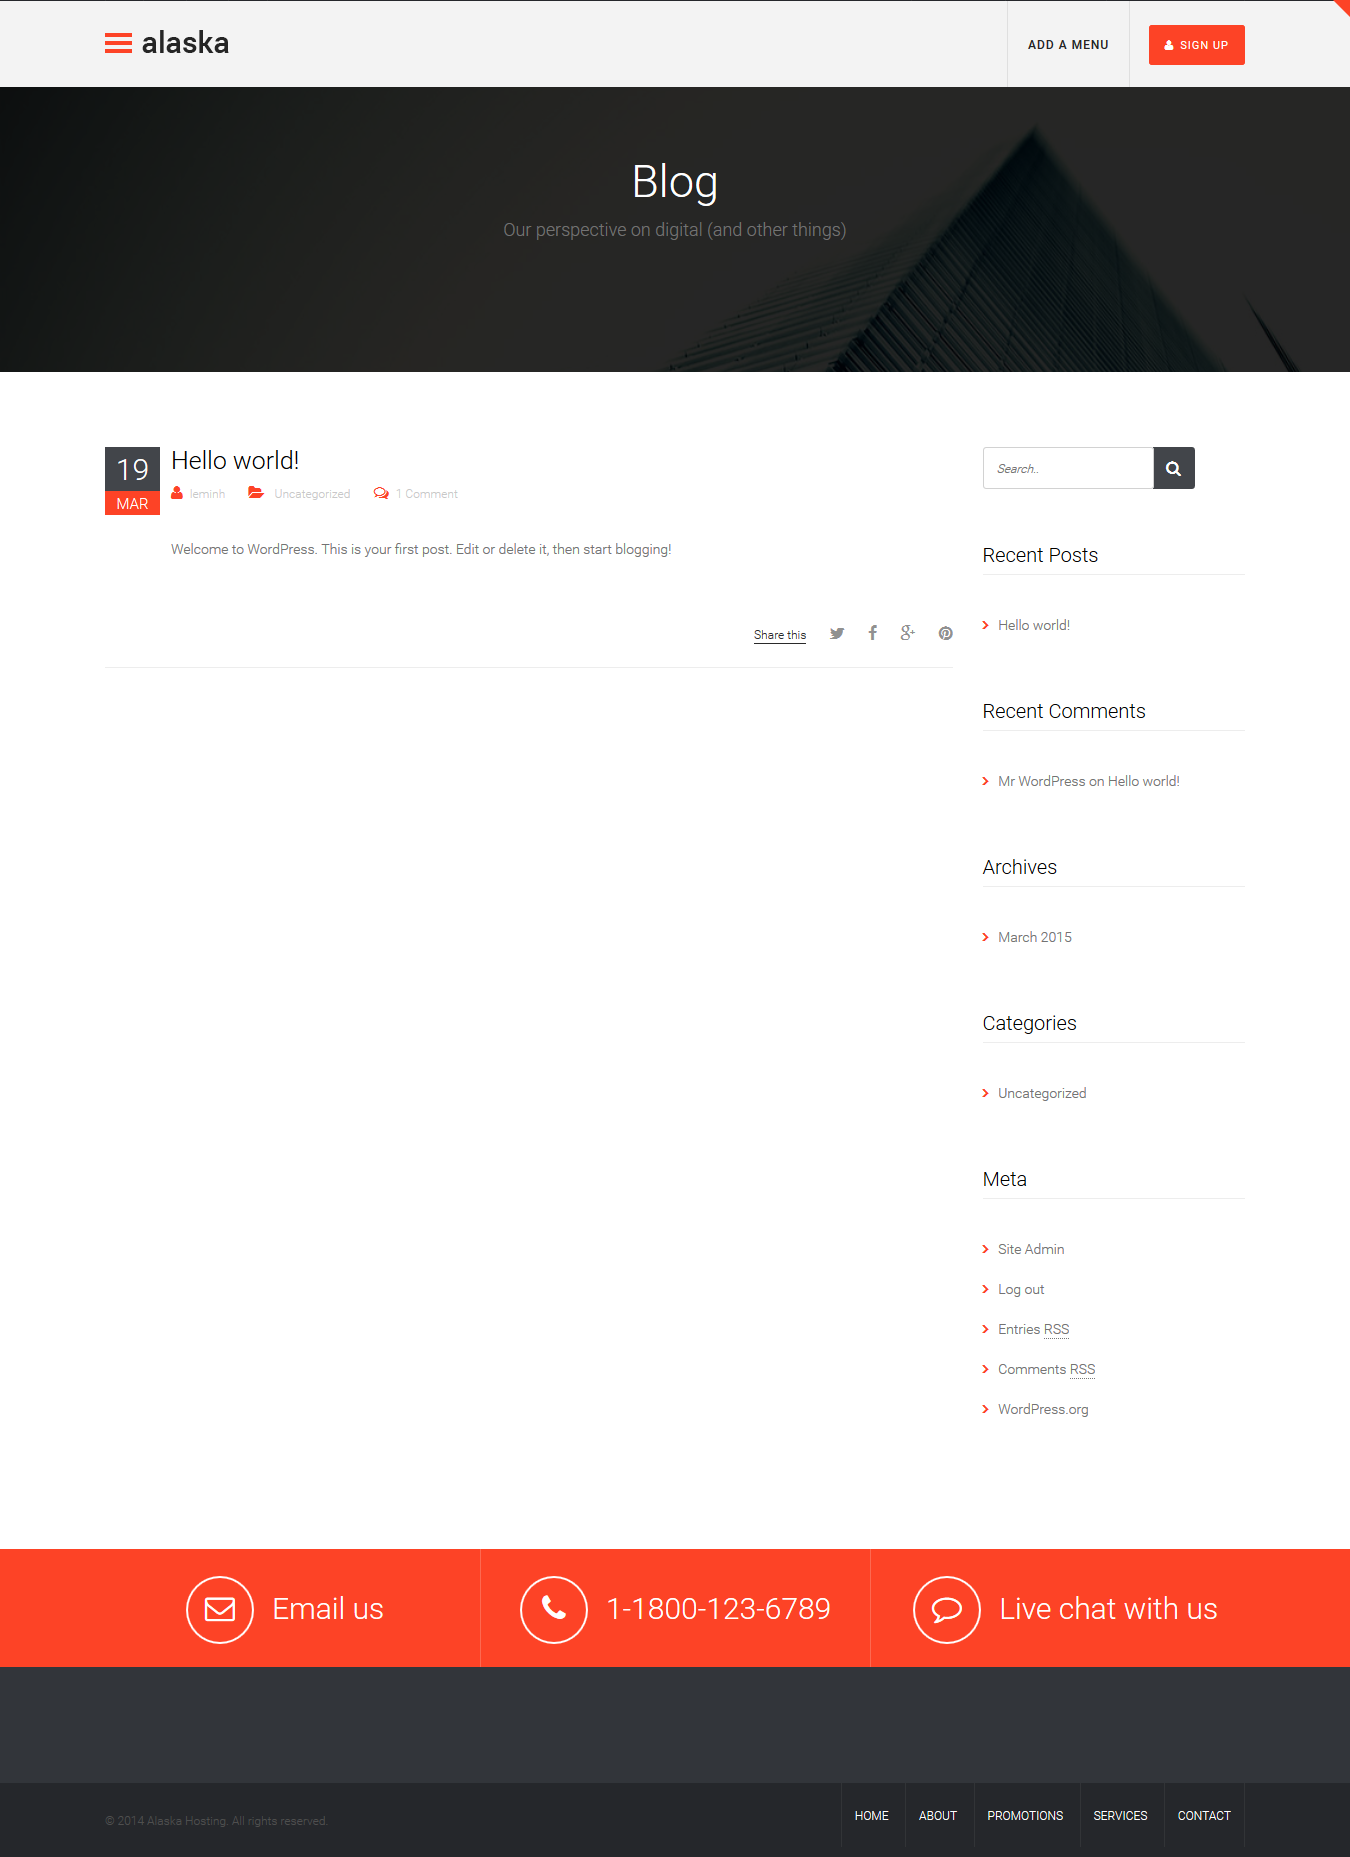 alaska
ADD A MENU
SIGN UP
Blog
Our perspective on digital (and other things)
19
MAR
Hello world!
leminh Uncategorized 1 Comment
Welcome to WordPress. This is your first post. Edit or delete it, then start blogging!
Share this
Search..
Recent Posts
Hello world!
Recent Comments
Mr WordPress on Hello world!
Archives
March 2015
Categories
Uncategorized
Meta
Site Admin
Log out
Entries RSS
Comments RSS
WordPress.org
Email us
1-1800-123-6789
Live chat with us
© 2014 Alaska Hosting. All rights reserved.
HOME ABOUT PROMOTIONS SERVICES CONTACT